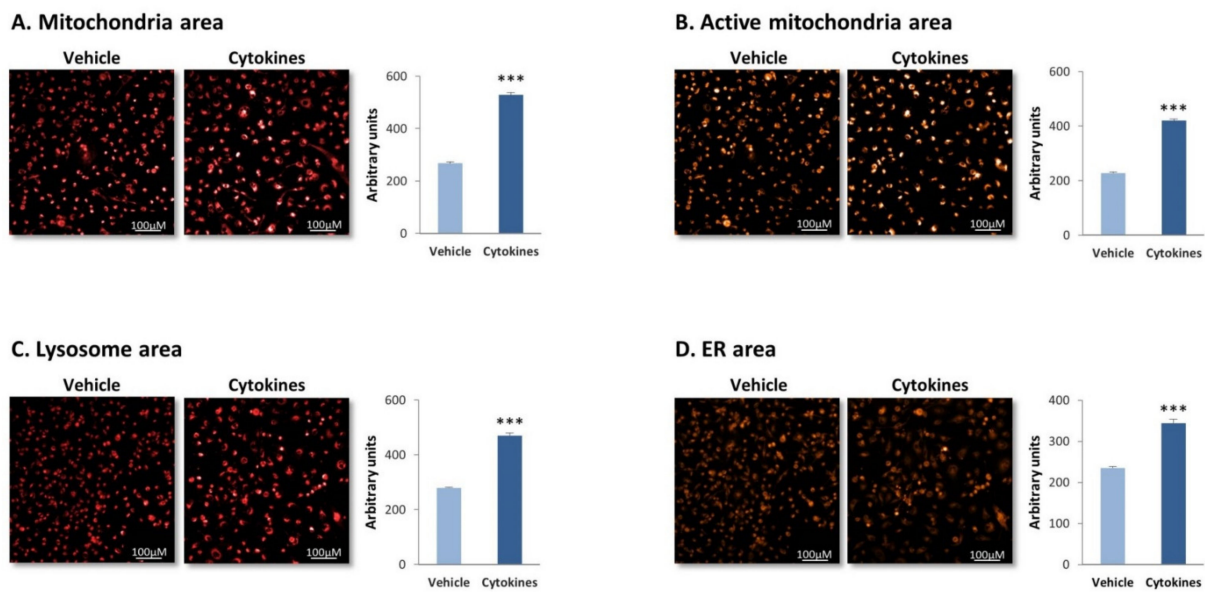 A. Mitochondria area
Vehicle
Cytokines
100µM
100µM
Arbitrary units
600
400
200
0
***
Vehicle Cytokines
B. Active mitochondria area
Vehicle
Cytokines
100µM
100µM
Arbitrary units
600
400
200
0
***
Vehicle Cytokines
C. Lysosome area
Vehicle
Cytokines
100µM
100µM
Arbitrary units
600
400
200
0
***
Vehicle Cytokines
D. ER area
Vehicle
Cytokines
100µM
100µM
Arbitrary units
400
300
200
100
0
***
Vehicle Cytokines